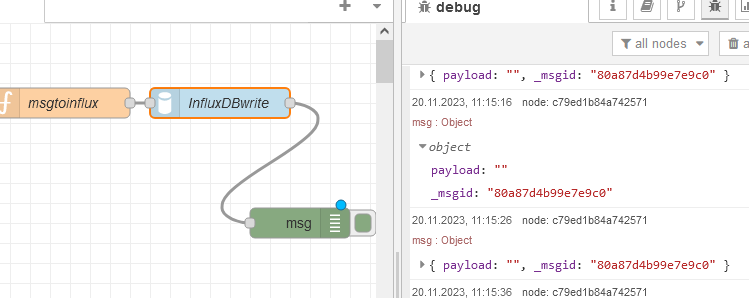 debug
all nodes
a
{ payload: "", _msgid: "80a87d4b99e7e9c0" }
20.11.2023, 11:15:16 node: c79ed1b84a742571
msg : Object
object
payload: ""
_msgid: "80a87d4b99e7e9c0"
20.11.2023, 11:15:26 node: c79ed1b84a742571
msg : Object
{ payload: "", _msgid: "80a87d4b99e7e9c0" }
20.11.2023, 11:15:36 node: c79ed1b84a742571
msgtoinflux
InfluxDBwrite
msg